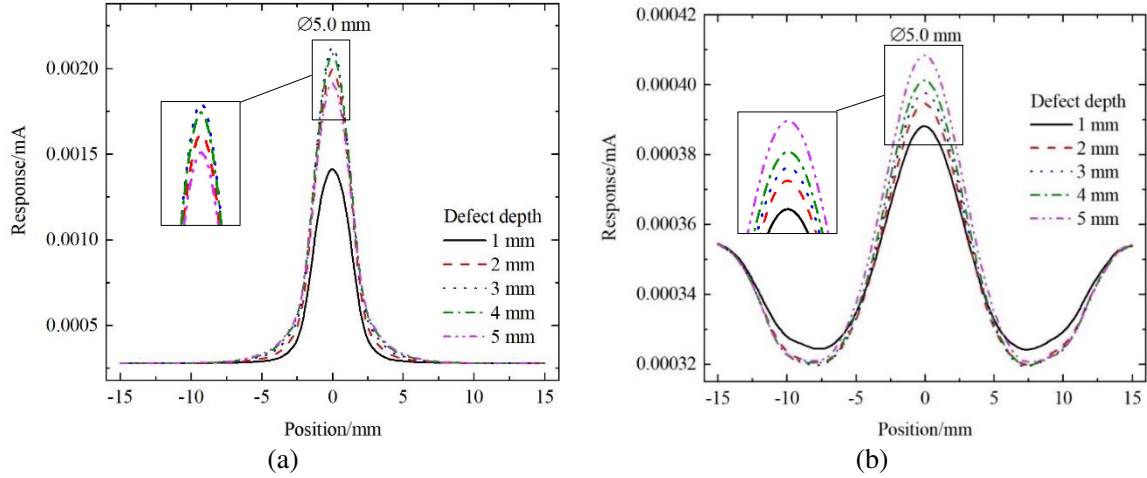 ∅5.0 mm
0.0020
0.0015
0.0010
0.0005
Response/mA
Defect depth
1 mm
2 mm
3 mm
4 mm
5 mm
-15 -10 -5 0 5 10 15
Position/mm
(a)
0.00042
0.00040
0.00038
0.00036
0.00034
0.00032
Response/mA
∅5.0 mm
Defect depth
1 mm
2 mm
3 mm
4 mm
5 mm
-15 -10 -5 0 5 10 15
Position/mm
(b)